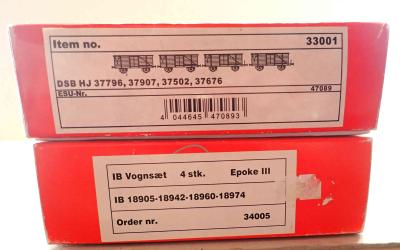 Item no. 33001
DSB HJ 37796, 37907, 37502, 37676
ESU-Nr. 47089
4 044645 470893
IB Vognsæt 4 stk. Epoke III
IB 18905-18942-18960-18974
Order nr. 34005